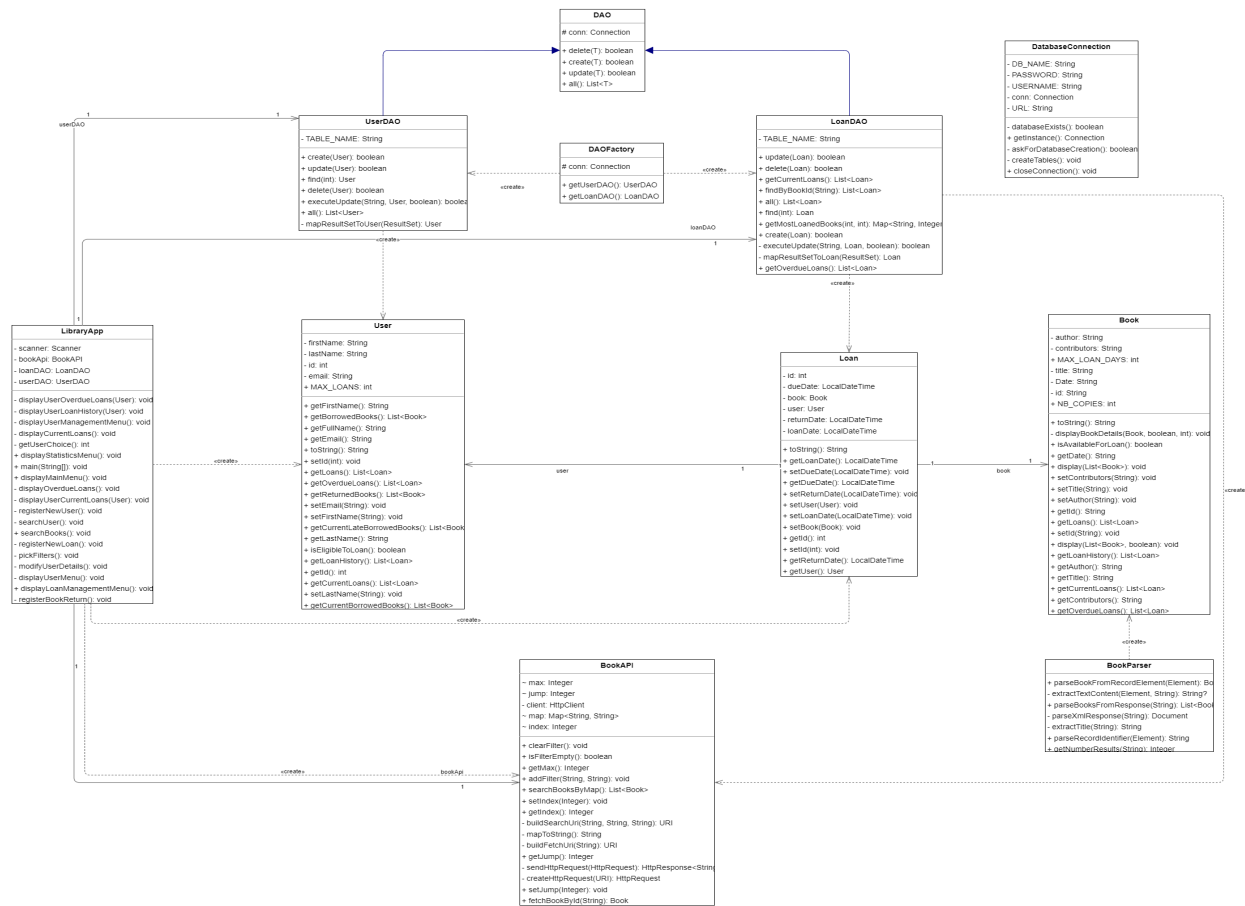 DAO
# conn: Connection
+ delete(T): boolean
+ create(T): boolean
+ update(T): boolean
+ all(): List<T>
DatabaseConnection
- DB_NAME: String
- PASSWORD: String
- USERNAME: String
- conn: Connection
- URL: String
- databaseExists(): boolean
+ getInstance(): Connection
- askForDatabaseCreation(): boolean
- createTables(): void
+ closeConnection(): void
1
1
userDAO
UserDAO
- TABLE_NAME: String
+ create(User): boolean
+ update(User): boolean
+ find(int): User
+ delete(User): boolean
+ executeUpdate(String, User, boolean): boolea
+ all(): List<User>
- mapResultSetToUser(ResultSet): User
DAOFactory
# conn: Connection
+ getUserDAO(): UserDAO
+ getLoanDAO(): LoanDAO
«create»
«create»
LoanDAO
- TABLE_NAME: String
+ update(Loan): boolean
+ delete(Loan): boolean
+ getCurrentLoans(): List<Loan>
+ findByBookId(String): List<Loan>
+ all(): List<Loan>
+ find(int): Loan
+ getMostLoanedBooks(int, int): Map<String, Integer
+ create(Loan): boolean
- executeUpdate(String, Loan, boolean): boolean
- mapResultSetToLoan(ResultSet): Loan
+ getOverdueLoans(): List<Loan>
loanDAO
1
«create»
«create»
1
1
LibraryApp
- scanner: Scanner
- bookApi: BookAPI
- loanDAO: LoanDAO
- userDAO: UserDAO
- displayUserOverdueLoans(User): void
- displayUserLoanHistory(User): void
- displayUserManagementMenu(): void
- displayCurrentLoans(): void
- getUserChoice(): int
+ displayStatisticsMenu(): void
+ main(String[]): void
+ displayMainMenu(): void
- displayOverdueLoans(): void
- displayUserCurrentLoans(User): void
- registerNewUser(): void
- searchUser(): void
+ searchBooks(): void
- registerNewLoan(): void
- pickFilters(): void
- modifyUserDetails(): void
- displayUserMenu(): void
+ displayLoanManagementMenu(): void
- registerBookReturn(): void
«create»
User
- firstName: String
- lastName: String
- id: int
- email: String
+ MAX_LOANS: int
+ getFirstName(): String
+ getBorrowedBooks(): List<Book>
+ getFullName(): String
+ getEmail(): String
+ toString(): String
+ setId(int): void
+ getLoans(): List<Loan>
+ getOverdueLoans(): List<Loan>
+ getReturnedBooks(): List<Book>
+ setEmail(String): void
+ setFirstName(String): void
+ getCurrentLateBorrowedBooks(): List<Book
+ getLastName(): String
+ isEligibleToLoan(): boolean
+ getLoanHistory(): List<Loan>
+ getId(): int
+ getCurrentLoans(): List<Loan>
+ setLastName(String): void
+ getCurrentBorrowedBooks(): List<Book>
user
1
Loan
- id: int
- dueDate: LocalDateTime
- book: Book
- user: User
- returnDate: LocalDateTime
- loanDate: LocalDateTime
+ toString(): String
+ getLoanDate(): LocalDateTime
+ setDueDate(LocalDateTime): void
+ getDueDate(): LocalDateTime
+ setReturnDate(LocalDateTime): void
+ setUser(User): void
+ setLoanDate(LocalDateTime): void
+ setBook(Book): void
+ getId(): int
+ setId(int): void
+ getReturnDate(): LocalDateTime
+ getUser(): User
1
1
book
Book
- author: String
- contributors: String
+ MAX_LOAN_DAYS: int
- title: String
- Date: String
- id: String
+ NB_COPIES: int
+ toString(): String
- displayBookDetails(Book, boolean, int): void
+ isAvailableForLoan(): boolean
+ getDate(): String
+ display(List<Book>): void
+ setContributors(String): void
+ setTitle(String): void
+ setAuthor(String): void
+ getId(): String
+ getLoans(): List<Loan>
+ setId(String): void
+ display(List<Book>, boolean): void
+ getLoanHistory(): List<Loan>
+ getAuthor(): String
+ getTitle(): String
+ getCurrentLoans(): List<Loan>
+ getContributors(): String
+ getOverdueLoans(): List<Loan>
«create
«create»
«create»
1
BookParser
+ parseBookFromRecordElement(Element): Bo
- extractTextContent(Element, String): String?
+ parseBooksFromResponse(String): List<Bool
- parseXmlResponse(String): Document
- extractTitle(String): String
+ parseRecordIdentifier(Element): String
+ getNumberResults(String): Integer
BookAPI
~ max: Integer
~ jump: Integer
- client: HttpClient
~ map: Map<String, String>
~ index: Integer
+ clearFilter(): void
+ isFilterEmpty(): boolean
+ getMax(): Integer
+ addFilter(String, String): void
+ searchBooksByMap(): List<Book>
+ setIndex(Integer): void
+ getIndex(): Integer
- buildSearchUri(String, String, String): URI
- mapToString(): String
- buildFetchUri(String): URI
+ getJump(): Integer
- sendHttpRequest(HttpRequest): HttpResponse<String
- createHttpRequest(URI): HttpRequest
+ setJump(Integer): void
+ fetchBookById(String): Book
«create»
bookApi
1